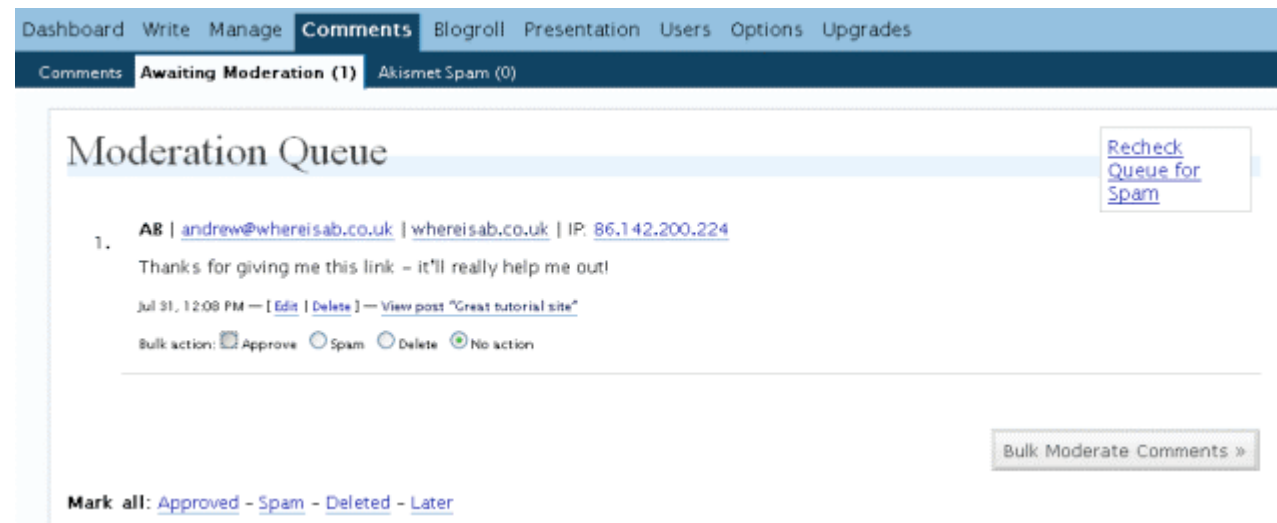 Dashboard Write Manage Comments Blogroll Presentation Users Options Upgrades
Comments Awaiting Moderation (1) Akismet Spam (0)
Moderation Queue
Recheck
Queue for
Spam
1. AB | andrew@whereisab.co.uk | whereisab.co.uk | IP: 86.142.200.224
Thanks for giving me this link – it'll really help me out!
Jul 31, 12:08 PM — [ Edit | Delete ] — View post "Great tutorial site"
Bulk action: Approve Spam Delete No action
Bulk Moderate Comments »
Mark all: Approved - Spam - Deleted - Later